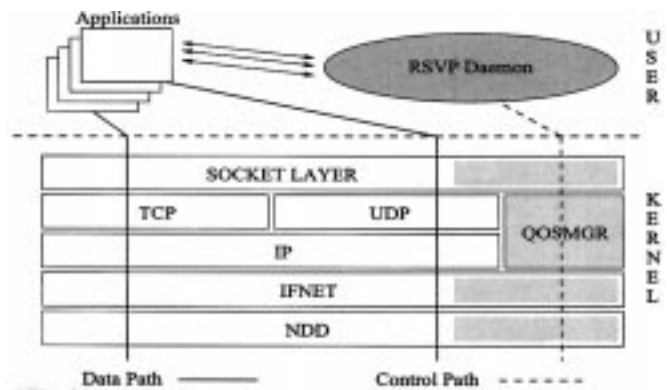 Applications
RSVP Daemon
USER
SOCKET LAYER
TCP
UDP
QOSMGR
IP
IFNET
NDD
KERNEL
Data Path
Control Path